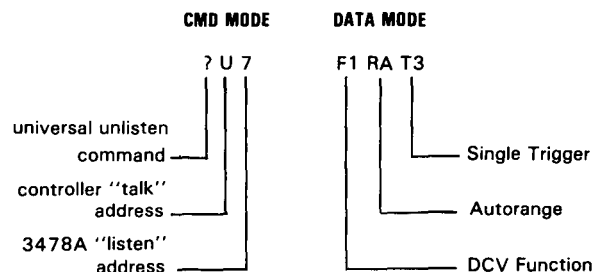 CMD MODE DATA MODE
? U 7 F1 RA T3
universal unlisten
command
Single Trigger
controller "talk"
address
Autorange
3478A "listen"
address
DCV Function